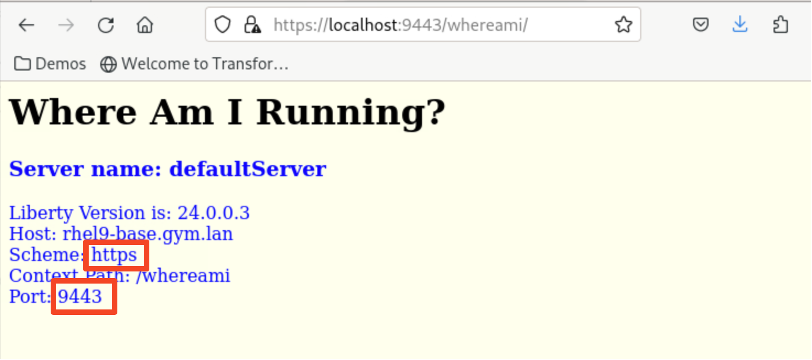 https://localhost:9443/whereami/
Demos Welcome to Transfor…
Where Am I Running?
Server name: defaultServer
Liberty Version is: 24.0.0.3
Host: rhel9-base.gym.lan
Scheme: https
Context Path: /whereami
Port: 9443